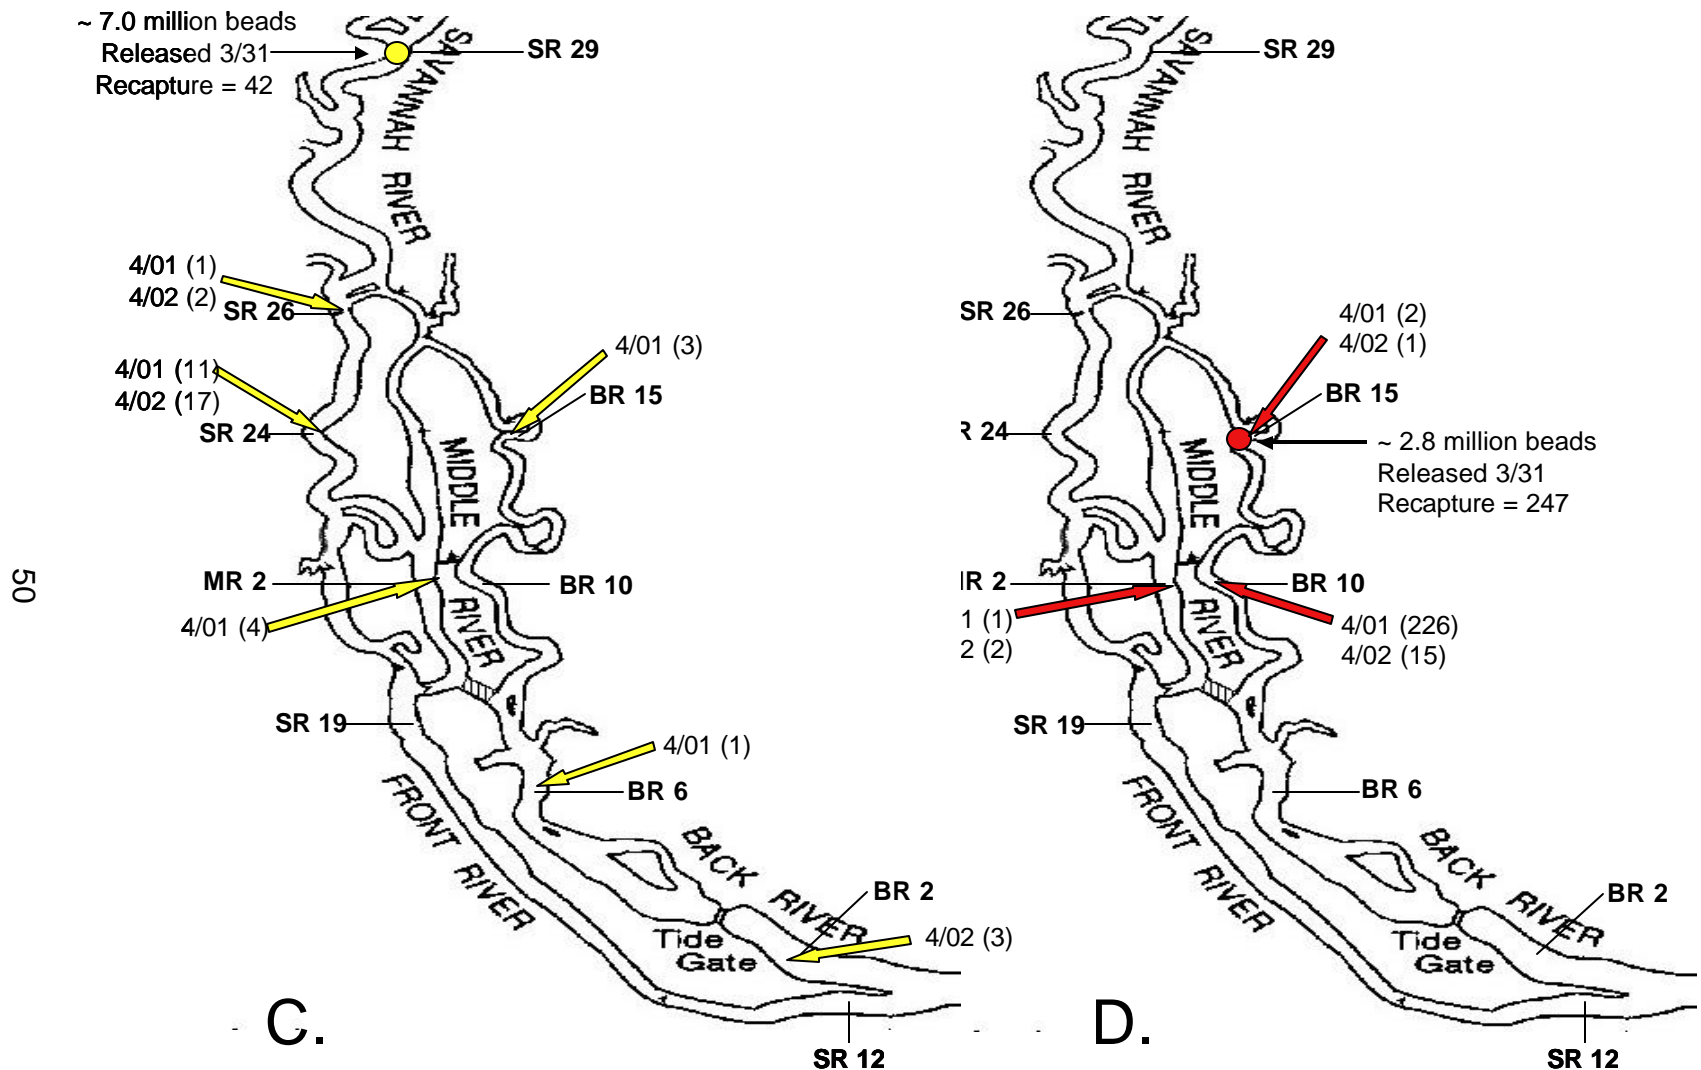 ~ 7.0 million beads
Released 3/31
Recapture = 42
SR 29
SAVANNAH RIVER
4/01 (1)
4/02 (2)
SR 26
4/01 (3)
4/01 (11)
4/02 (17)
BR 15
SR 24
MIDDLE RIVER
MR 2
BR 10
4/01 (4)
SR 19
4/01 (1)
BR 6
FRONT RIVER
BACK RIVER
BR 2
4/02 (3)
Tide
Gate
C.
SR 12
50
SR 29
SAVANNAH RIVER
SR 26
4/01 (2)
4/02 (1)
BR 15
R 24
~ 2.8 million beads
Released 3/31
Recapture = 247
MIDDLE RIVER
IR 2
BR 10
1 (1)
2 (2)
4/01 (226)
4/02 (15)
SR 19
BR 6
FRONT RIVER
BACK RIVER
BR 2
Tide
Gate
D.
SR 12